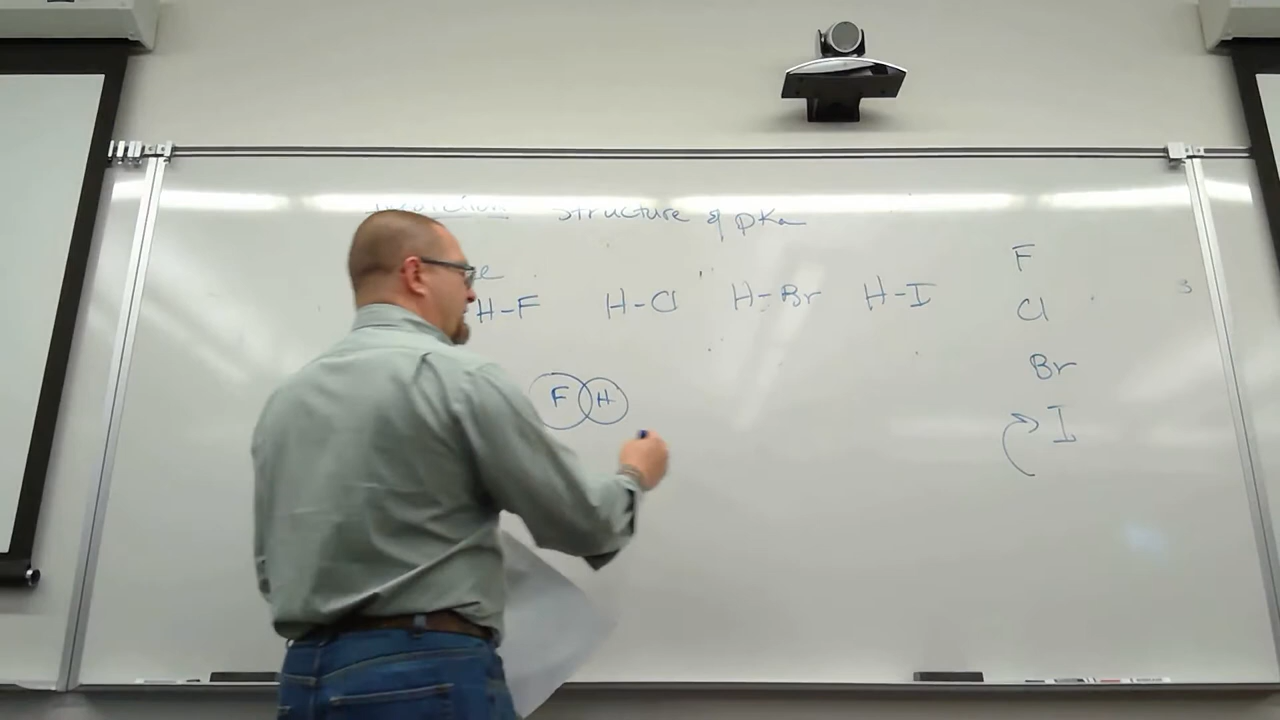 structure & pKa
H-F H-Cl H-Br H-I
F H
F
Cl
Br
I